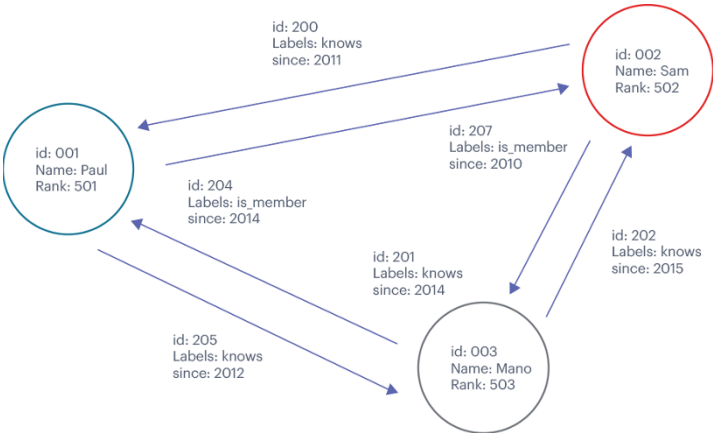 id: 200
Labels: knows
since: 2011
id: 002
Name: Sam
Rank: 502
id: 001
Name: Paul
Rank: 501
id: 207
Labels: is_member
since: 2010
id: 204
Labels: is_member
since: 2014
id: 201
Labels: knows
since: 2014
id: 202
Labels: knows
since: 2015
id: 205
Labels: knows
since: 2012
id: 003
Name: Mano
Rank: 503